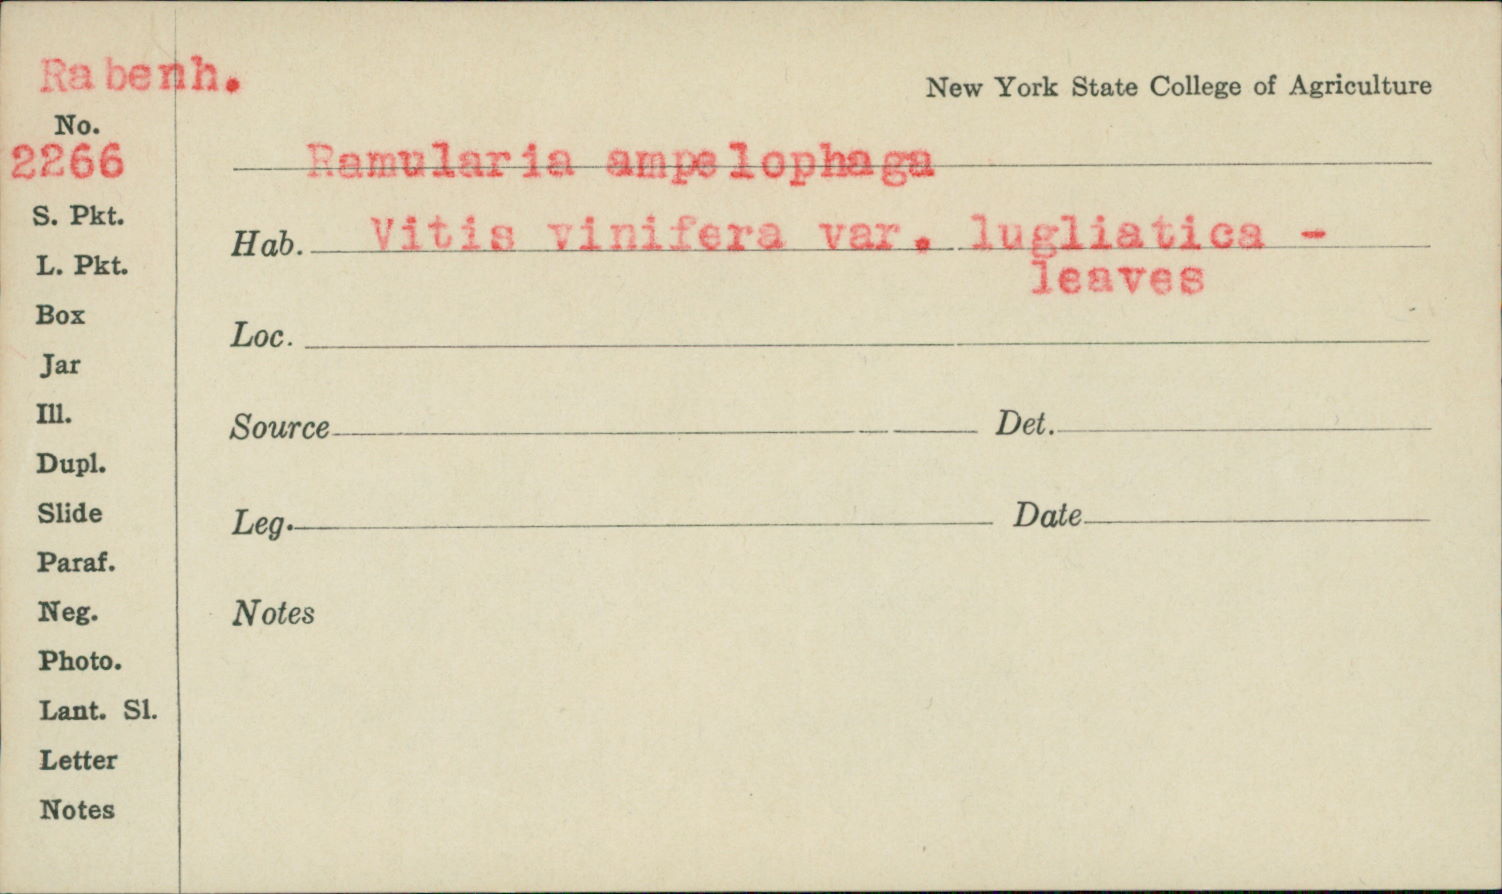 Rabenh.
New York State College of Agriculture
No.
2266
Ramularia ampelophaga
S. Pkt.
Hab. Vitis vinifera var. lugliatica -
leaves
L. Pkt.
Box
Loc.
Jar
Ill.
Source Det.
Dupl.
Slide
Leg. Date
Paraf.
Neg.
Notes
Photo.
Lant. Sl.
Letter
Notes